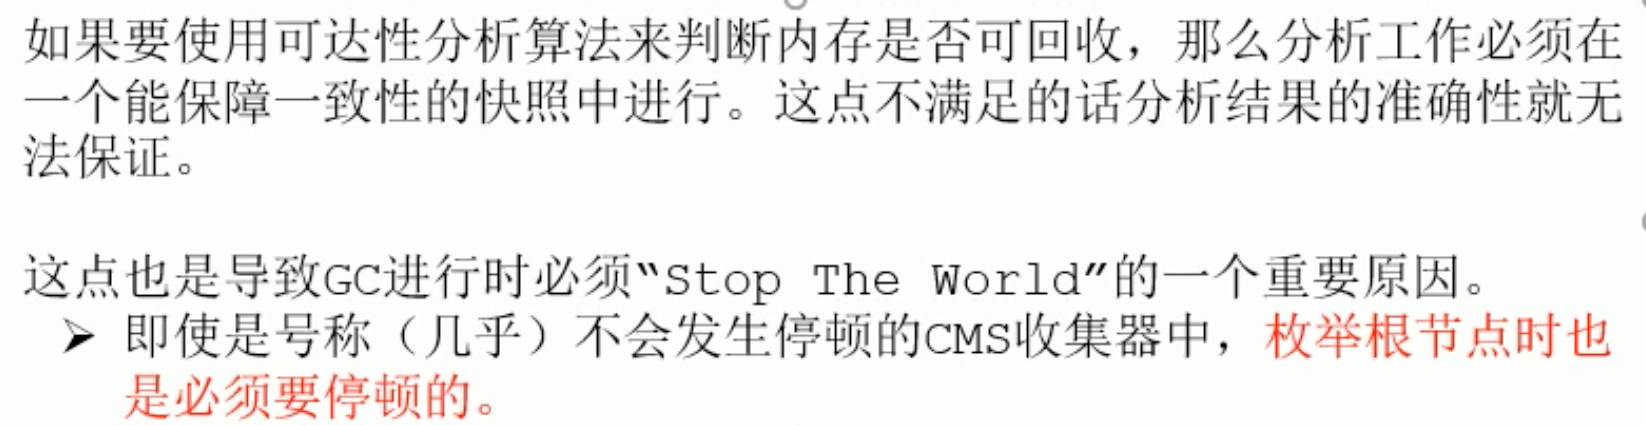 如果要使用可达性分析算法来判断内存是否可回收，那么分析工作必须在
一个能保障一致性的快照中进行。这点不满足的话分析结果的准确性就无
法保证。
这点也是导致GC进行时必须“Stop The World”的一个重要原因。
➢ 即使是号称（几乎）不会发生停顿的CMS收集器中，枚举根节点时也
是必须要停顿的。